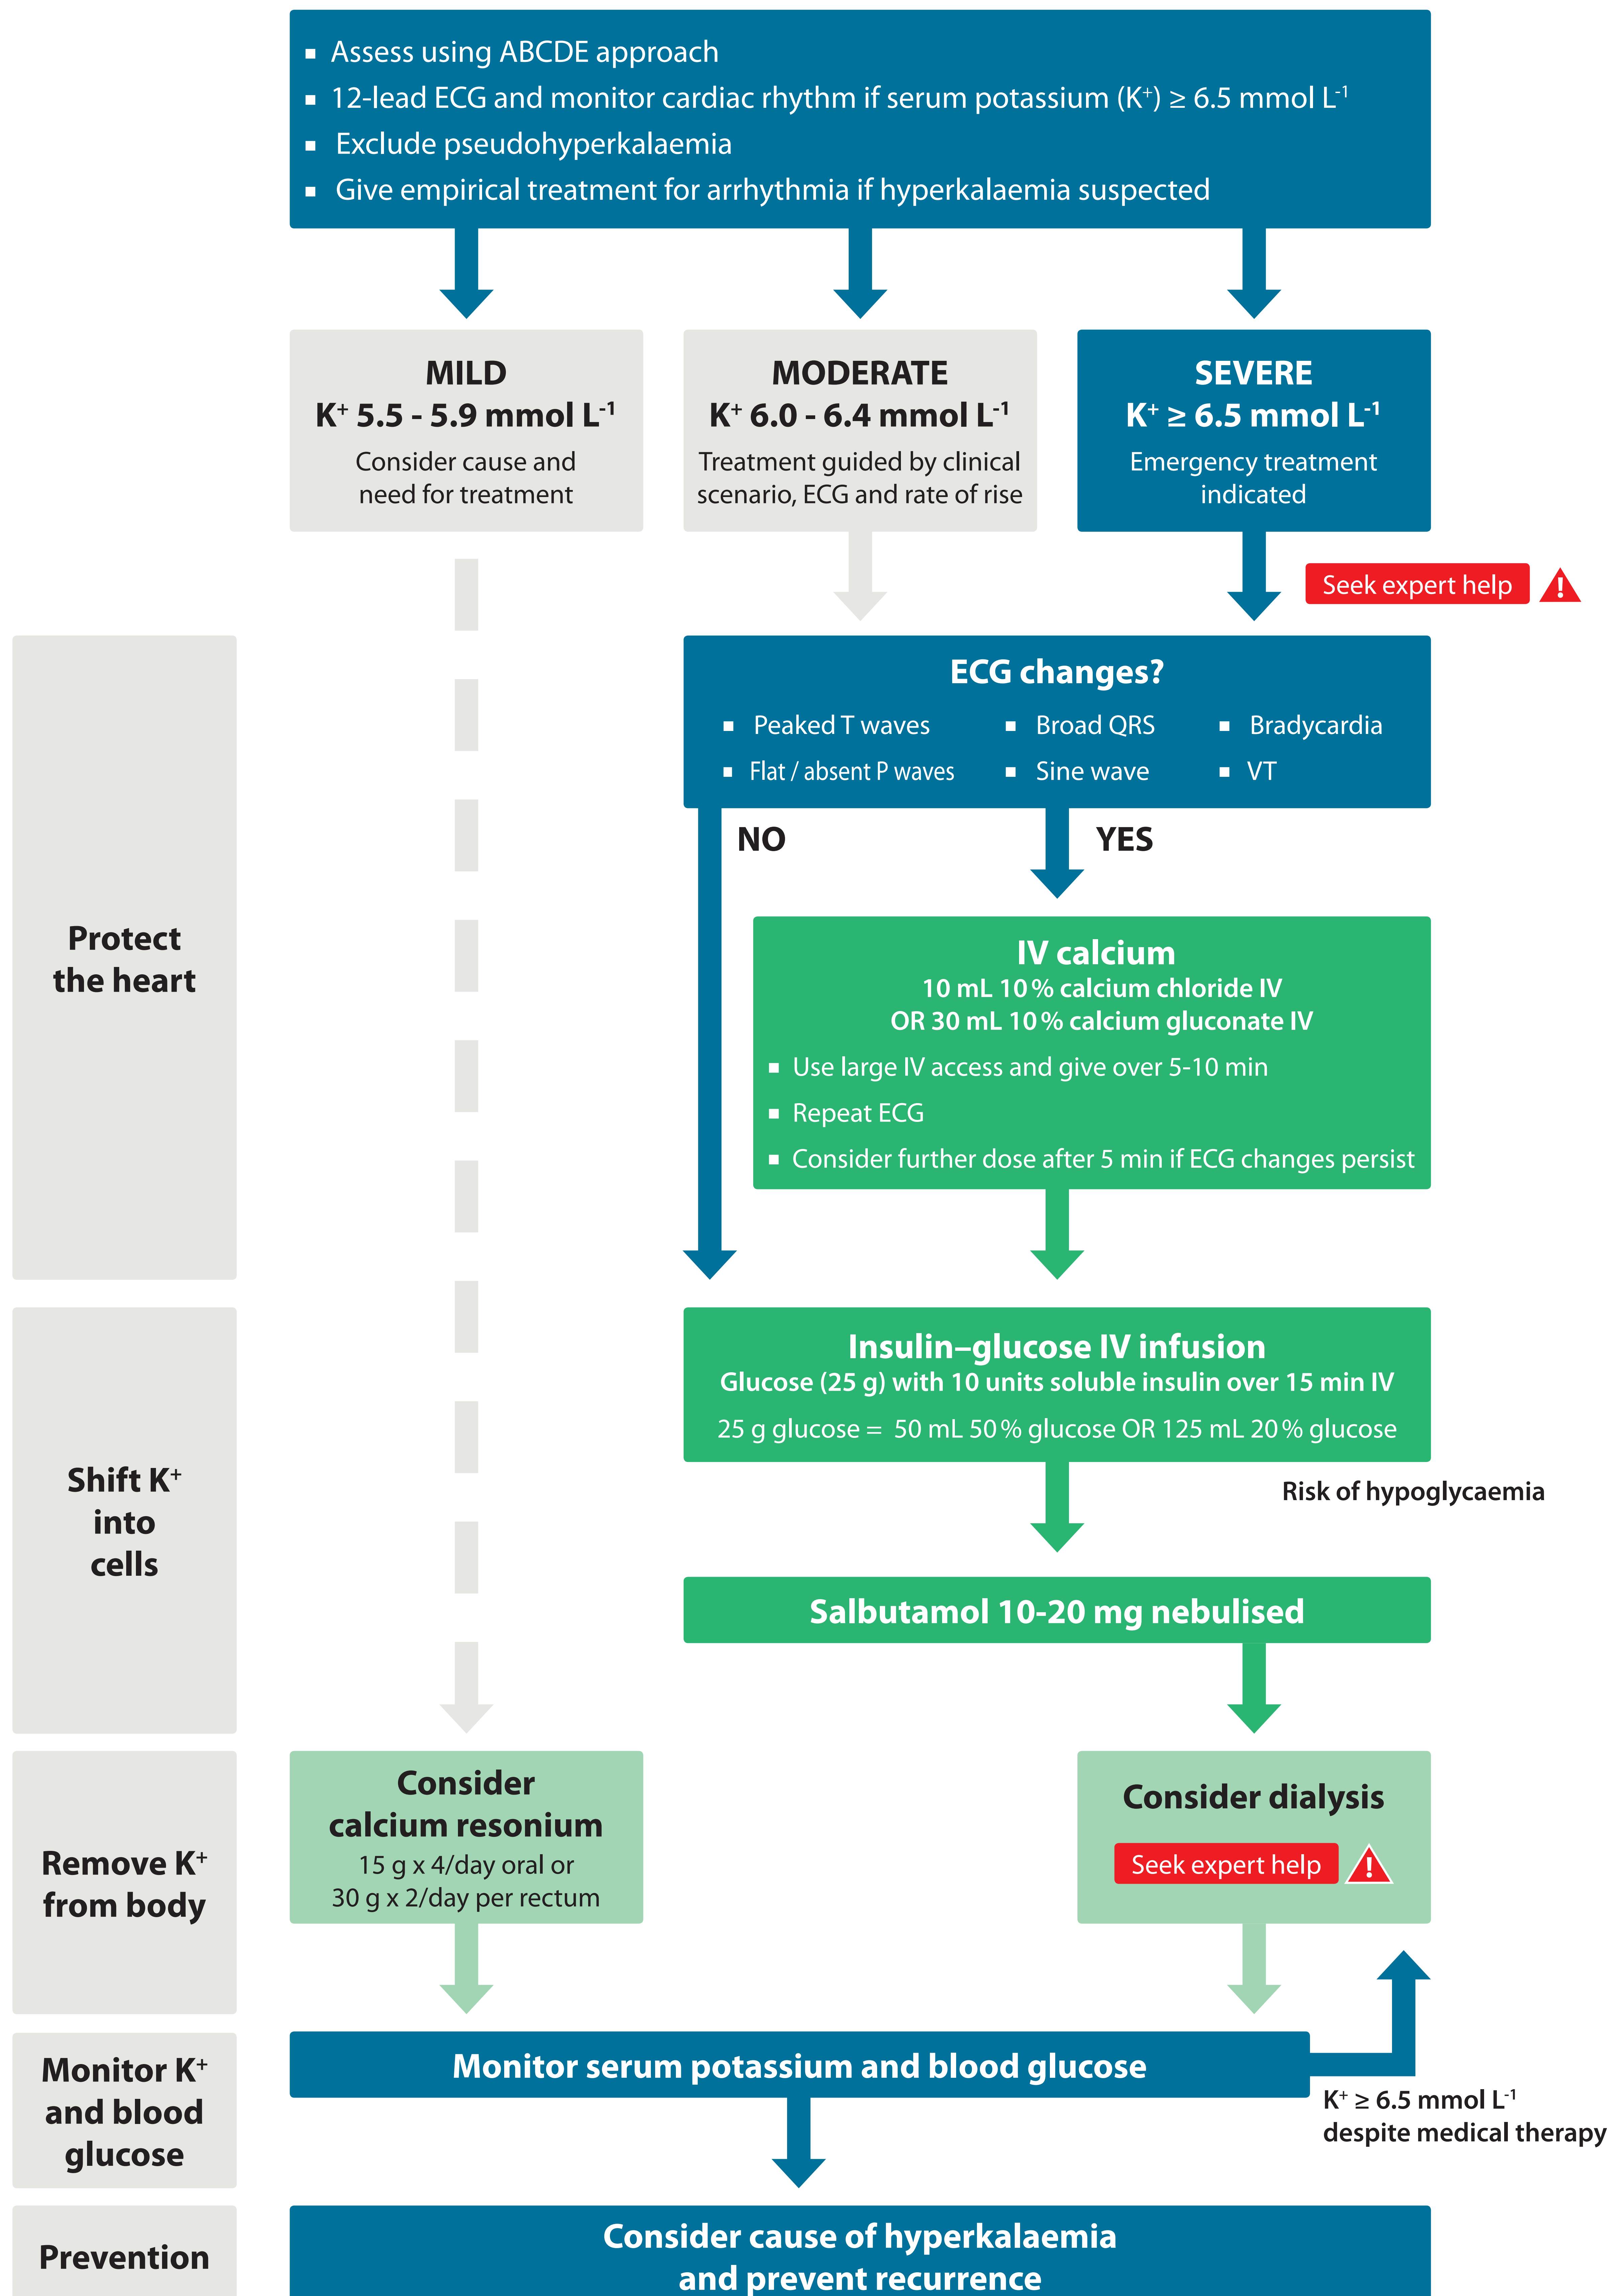 Assess using ABCDE approach
12-lead ECG and monitor cardiac rhythm if serum potassium (K⁺) ≥ 6.5 mmol L⁻¹
Exclude pseudohyperkalaemia
Give empirical treatment for arrhythmia if hyperkalaemia suspected
MILD
K⁺ 5.5 - 5.9 mmol L⁻¹
Consider cause and
need for treatment
MODERATE
K⁺ 6.0 - 6.4 mmol L⁻¹
Treatment guided by clinical
scenario, ECG and rate of rise
SEVERE
K⁺ ≥ 6.5 mmol L⁻¹
Emergency treatment
indicated
Seek expert help
!
Protect
the heart
ECG changes?
Peaked T waves
Broad QRS
Bradycardia
Flat / absent P waves
Sine wave
VT
NO
YES
IV calcium
10 mL 10% calcium chloride IV
OR 30 mL 10% calcium gluconate IV
Use large IV access and give over 5-10 min
Repeat ECG
Consider further dose after 5 min if ECG changes persist
Shift K⁺
into
cells
Insulin–glucose IV infusion
Glucose (25 g) with 10 units soluble insulin over 15 min IV
25 g glucose = 50 mL 50% glucose OR 125 mL 20% glucose
Risk of hypoglycaemia
Salbutamol 10-20 mg nebulised
Remove K⁺
from body
Consider
calcium resonium
15 g x 4/day oral or
30 g x 2/day per rectum
Consider dialysis
Seek expert help
!
Monitor K⁺
and blood
glucose
Monitor serum potassium and blood glucose
K⁺ ≥ 6.5 mmol L⁻¹
despite medical therapy
Prevention
Consider cause of hyperkalaemia
and prevent recurrence